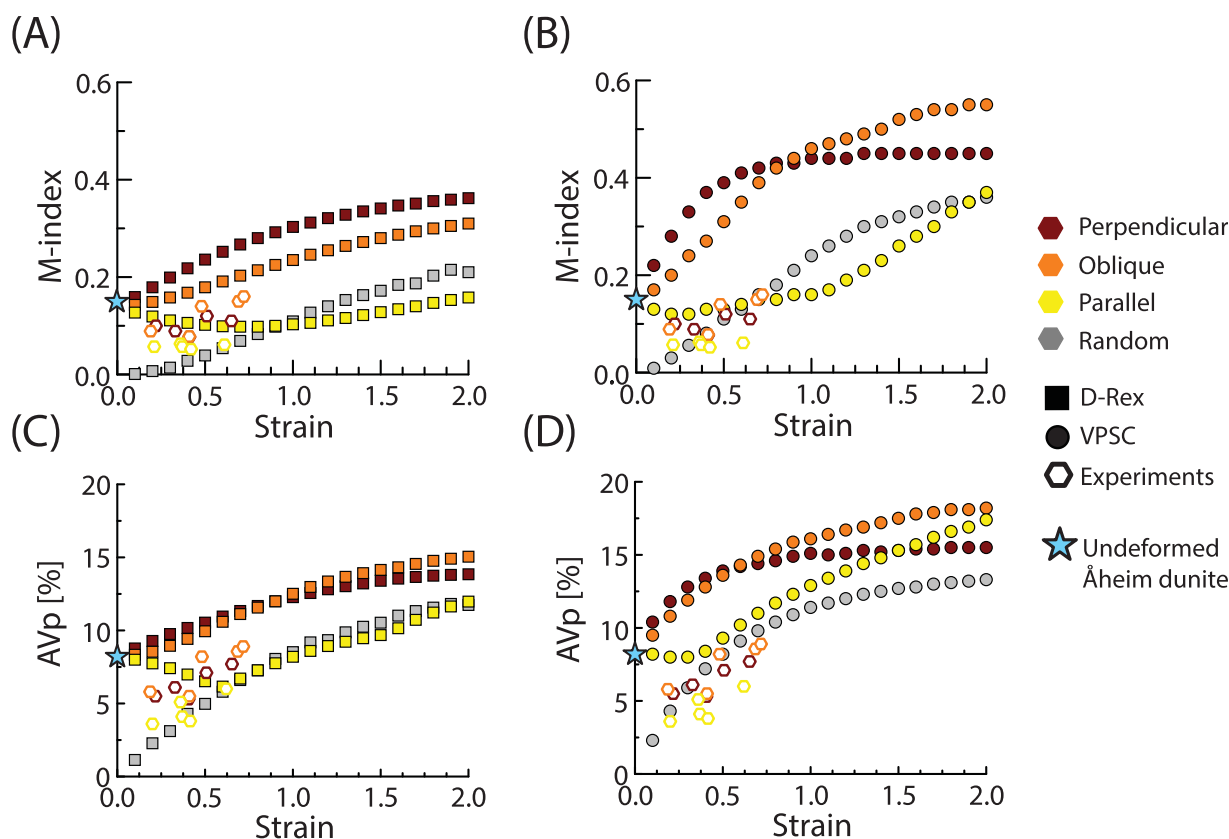 (A)
0.6
0.4
0.2
0.0
M-index
0.0 0.5 1.0 1.5 2.0
Strain
(B)
0.6
0.4
0.2
0.0
M-index
0.0 0.5 1.0 1.5 2.0
Strain
Perpendicular
Oblique
Parallel
Random
D-Rex
VPSC
Experiments
Undeformed
Åheim dunite
(C)
20
15
10
5
0
AVp [%]
0.0 0.5 1.0 1.5 2.0
Strain
(D)
20
15
10
5
0
AVp [%]
0.0 0.5 1.0 1.5 2.0
Strain